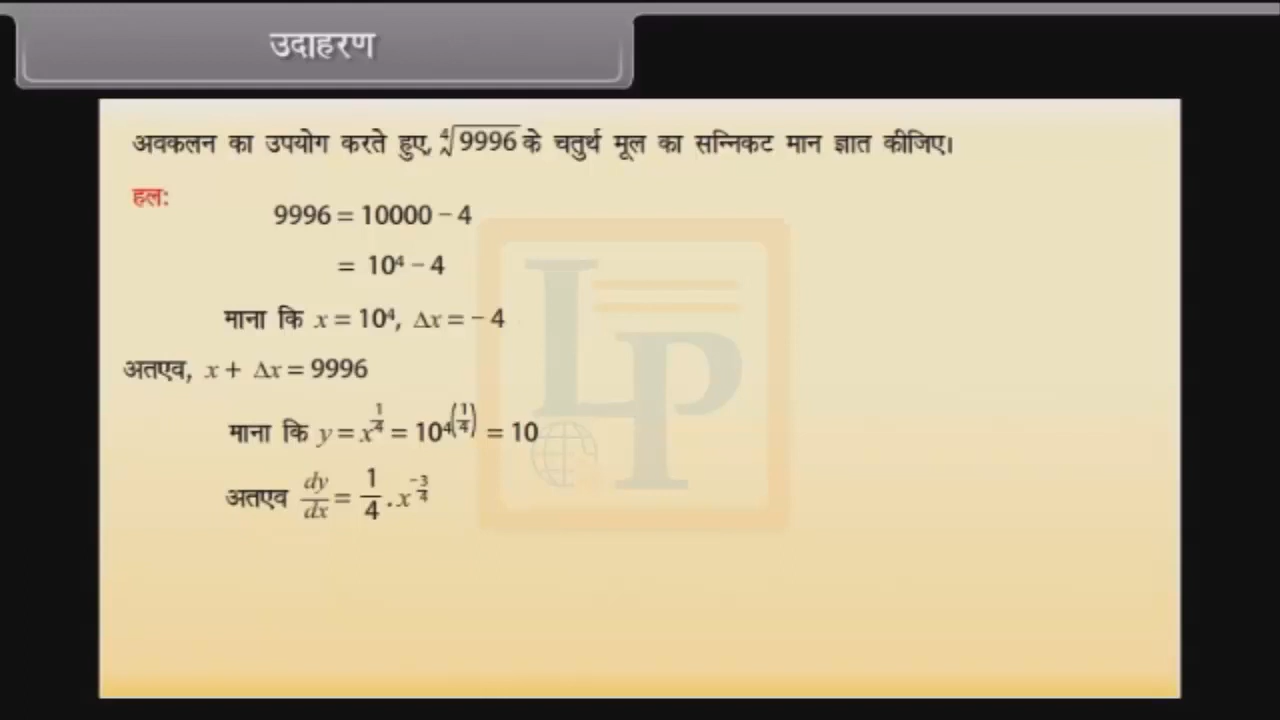 उदाहरण
अवकलन का उपयोग करते हुए, ∜9996 के चतुर्थ मूल का सन्निकट मान ज्ञात कीजिए।
हल:
9996 = 10000 − 4
= 10⁴ − 4
माना कि x = 10⁴, Δx = − 4
अतएव, x + Δx = 9996
माना कि y = x^(1/4) = 10^4(1/4) = 10
अतएव dy/dx = 1/4 . x^(-3/4)
LP